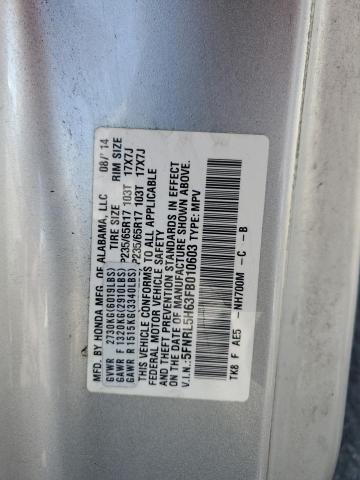 MFD. BY HONDA MFG. OF ALABAMA, LLC 08/ 14
TIRE SIZE RIM SIZE
GVWR 2730KG(6019LBS)
GAWR F 1320KG(2910LBS) P235/65R17 103T 17X7J
GAWR R 1515KG(3340LBS) P235/65R17 103T 17X7J
THIS VEHICLE CONFORMS TO ALL APPLICABLE
FEDERAL MOTOR VEHICLE SAFETY
AND THEFT PREVENTION STANDARDS IN EFFECT
ON THE DATE OF MANUFACTURE SHOWN ABOVE.
V.I.N.:5FNRL5H63FB010603 TYPE: MPV
TK8 F AE5 -NH700M -C -B